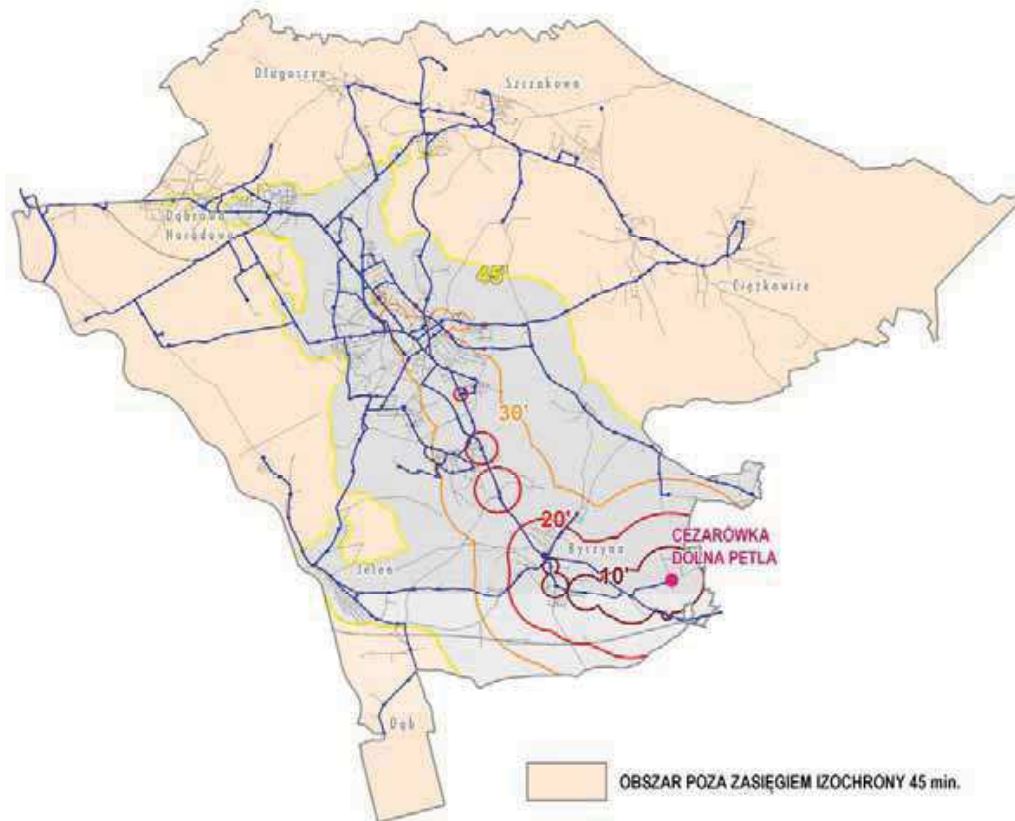 Długoszyn
Szczakowa
Dąbrowa
Narodowa
45'
Ciężkowice
30'
20'
Byczyna
CEZARÓWKA
DOLNA PETLA
10'
Jeleń
Dąb
OBSZAR POZA ZASIĘGIEM IZOCHRONY 45 min.